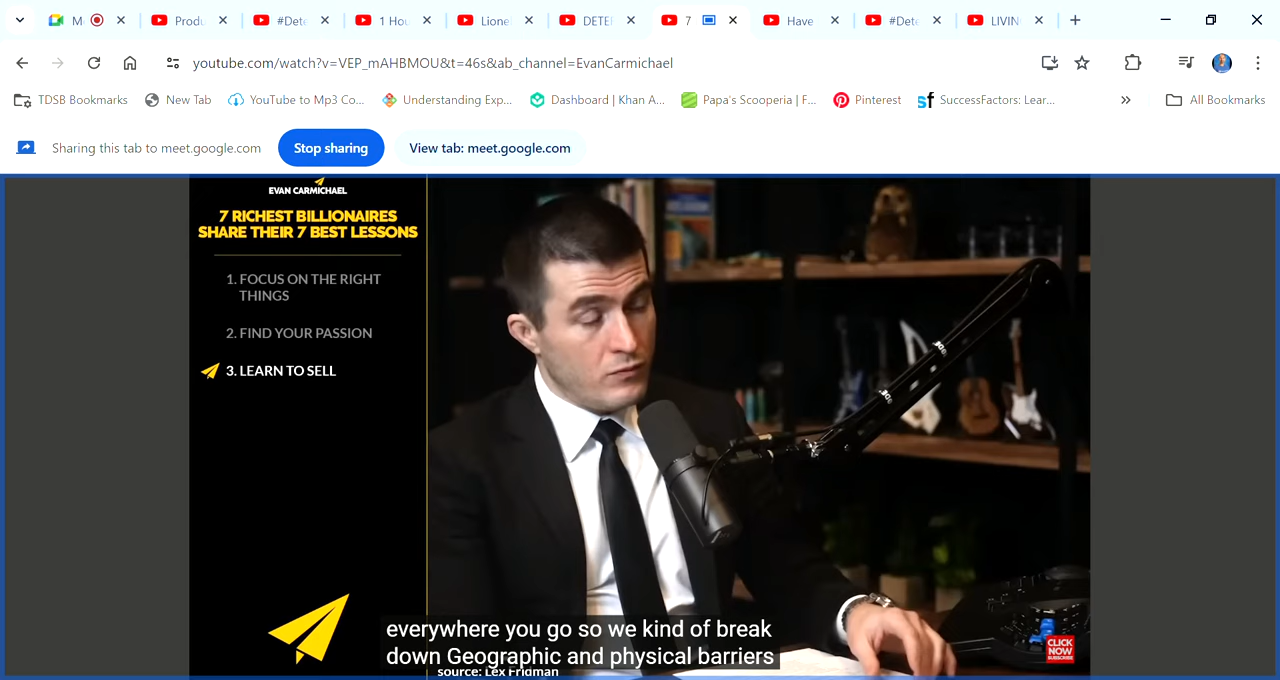 M
Produ
#Dete
1 Hou
Lione
DETE
7
Have
#Dete
LIVIN
youtube.com/watch?v=VEP_mAHBMOU&t=46s&ab_channel=EvanCarmichael
TDSB Bookmarks
New Tab
YouTube to Mp3 Co...
Understanding Exp...
Dashboard | Khan A...
Papa's Scooperia | F...
Pinterest
SuccessFactors: Lear...
All Bookmarks
Sharing this tab to meet.google.com
Stop sharing
View tab: meet.google.com
EVAN CARMICHAEL
7 RICHEST BILLIONAIRES
SHARE THEIR 7 BEST LESSONS
1. FOCUS ON THE RIGHT
THINGS
2. FIND YOUR PASSION
3. LEARN TO SELL
everywhere you go so we kind of break
down Geographic and physical barriers
source: Lex Fridman
CLICK
NOW
SUBSCRIBE